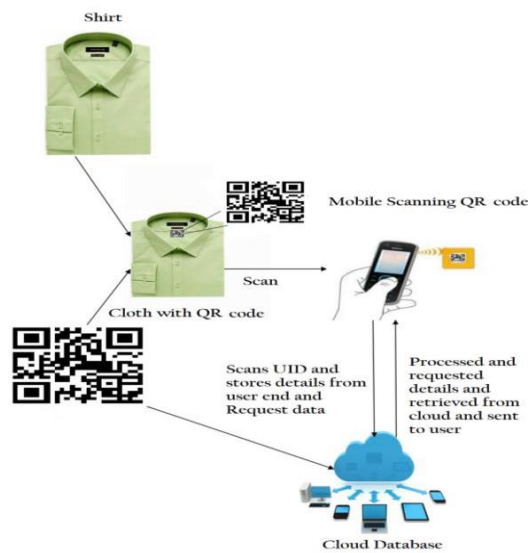 Shirt
Mobile Scanning QR code
Scan
Cloth with QR code
Scans UID and
stores details from
user end and
Request data
Processed and
requested
details and
retrieved from
cloud and sent
to user
Cloud Database